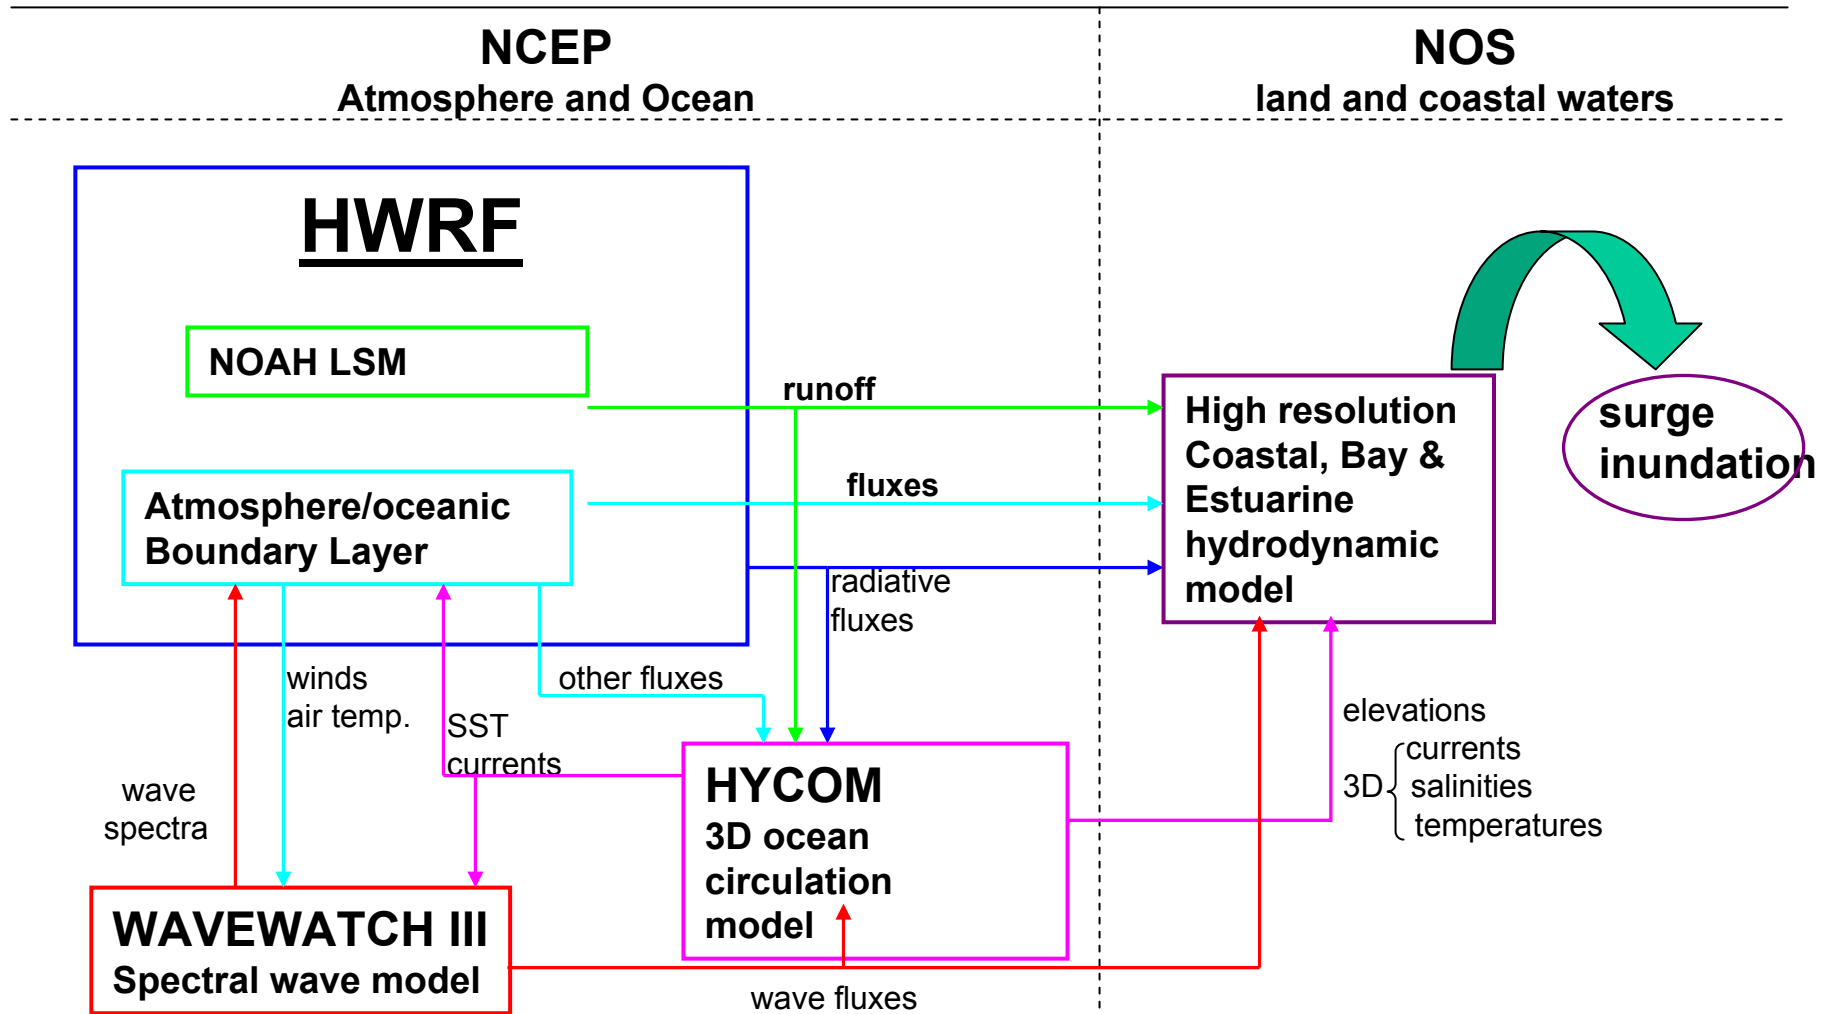 NCEP
Atmosphere and Ocean
NOS
land and coastal waters
HWRF
NOAH LSM
runoff
High resolution
Coastal, Bay &
Estuarine
hydrodynamic
model
surge
inundation
Atmosphere/oceanic
Boundary Layer
fluxes
radiative
fluxes
winds
air temp.
other fluxes
SST
currents
wave
spectra
elevations
3D
currents
salinities
temperatures
HYCOM
3D ocean
circulation
model
WAVEWATCH III
Spectral wave model
wave fluxes